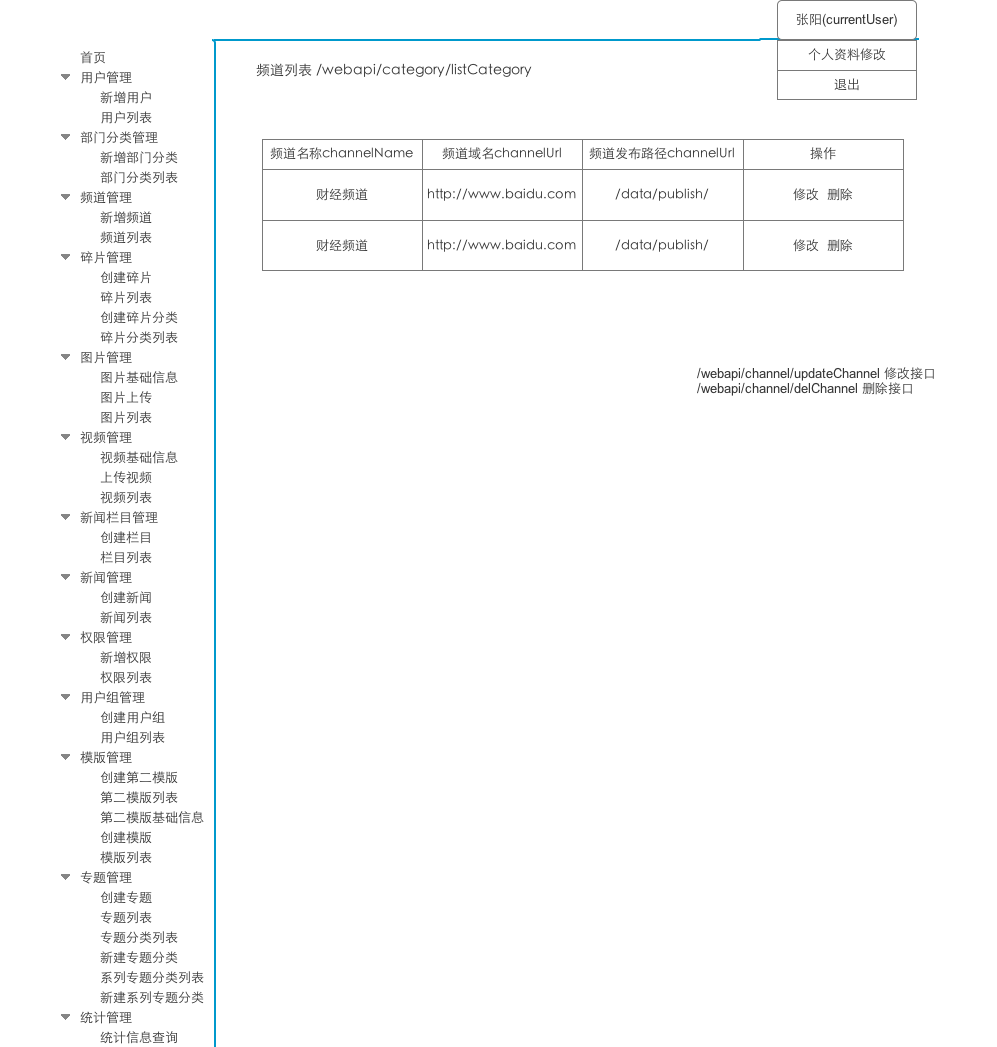 张阳(currentUser)
个人资料修改
退出
首页
用户管理
新增用户
用户列表
部门分类管理
新增部门分类
部门分类列表
频道管理
新增频道
频道列表
碎片管理
创建碎片
碎片列表
创建碎片分类
碎片分类列表
图片管理
图片基础信息
图片上传
图片列表
视频管理
视频基础信息
上传视频
视频列表
新闻栏目管理
创建栏目
栏目列表
新闻管理
创建新闻
新闻列表
权限管理
新增权限
权限列表
用户组管理
创建用户组
用户组列表
模版管理
创建第二模版
第二模版列表
第二模版基础信息
创建模版
模版列表
专题管理
创建专题
专题列表
专题分类列表
新建专题分类
系列专题分类列表
新建系列专题分类
统计管理
统计信息查询
频道列表 /webapi/category/listCategory
频道名称channelName 频道域名channelUrl 频道发布路径channelUrl 操作
财经频道 http://www.baidu.com /data/publish/ 修改 删除
财经频道 http://www.baidu.com /data/publish/ 修改 删除
/webapi/channel/updateChannel 修改接口
/webapi/channel/delChannel 删除接口